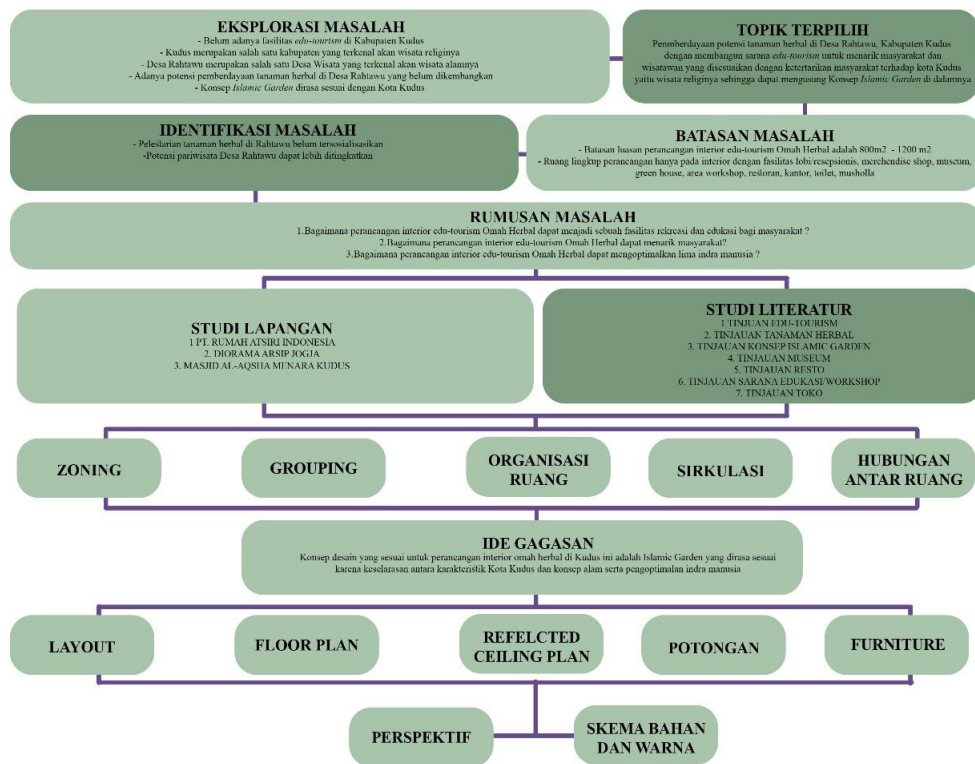 EKSPLORASI MASALAH
- Belum adanya fasilitas edu-tourism di Kabupaten Kudus
- Kudus merupakan salah satu kabupaten yang terkenal akan wisata religinya
- Desa Rahtawu merupakan salah satu Desa Wisata yang terkenal akan wisata alamnya
- Adanya potensi pemberdayaan tanaman herbal di Desa Rahtawu yang belum dikembangkan
- Konsep Islamic Garden dirasa sesuai dengan Kota Kudus
TOPIK TERPILIH
Penmberdayaan potensi tanaman herbal di Desa Rahtawu, Kabupaten Kudus
dengan membangun sarana edu-tourism untuk menarik masyarakat dan
wisatawan yang disesuaikan dengan ketertarikan masyarakat terhadap kota Kudus
yaitu wisata religinya sehingga dapat mengusung Konsep Islamic Garden di dalamnya
IDENTIFIKASI MASALAH
- Pelestarian tanaman herbal di Rahtawu belum tersosialisasikan
-Potensi pariwisata Desa Rahtawu dapat lebih ditingkatkan
BATASAN MASALAH
- Batasan luasan perancangan interior edu-tourism Omah Herbal adalah 800m2 - 1200 m2
- Ruang lingkup perancangan hanya pada interior dengan fasilitas lobi/resepsionis, merchendise shop, museum,
green house, area workshop, restoran, kantor, toilet, musholla
RUMUSAN MASALAH
1.Bagaimana perancangan interior edu-tourism Omah Herbal dapat menjadi sebuah fasilitas rekreasi dan edukasi bagi masyarakat ?
2.Bagaimana perancangan interior edu-tourism Omah Herbal dapat menarik masyarakat?
3.Bagaimana perancangan interior edu-tourism Omah Herbal dapat mengoptimalkan lima indra manusia ?
STUDI LAPANGAN
1 PT. RUMAH ATSIRI INDONESIA
2. DIORAMA ARSIP JOGJA
3. MASJID AL-AQSHA MENARA KUDUS
STUDI LITERATUR
1 TINJUAN EDU-TOURISM
2. TINJAUAN TANAMAN HERBAL
3. TINJAUAN KONSEP ISLAMIC GARDEN
4. TINJAUAN MUSEUM
5. TINJAUAN RESTO
6. TINJAUAN SARANA EDUKASI/WORKSHOP
7. TINJAUAN TOKO
ZONING
GROUPING
ORGANISASI
RUANG
SIRKULASI
HUBUNGAN
ANTAR RUANG
IDE GAGASAN
Konsep desain yang sesuai untuk perancangan interior omah herbal di Kudus ini adalah Islamic Garden yang dirasa sesuai
karena keselarasan antara karakteristik Kota Kudus dan konsep alam serta pengoptimalan indra manusia
LAYOUT
FLOOR PLAN
REFELCTED
CEILING PLAN
POTONGAN
FURNITURE
PERSPEKTIF
SKEMA BAHAN
DAN WARNA